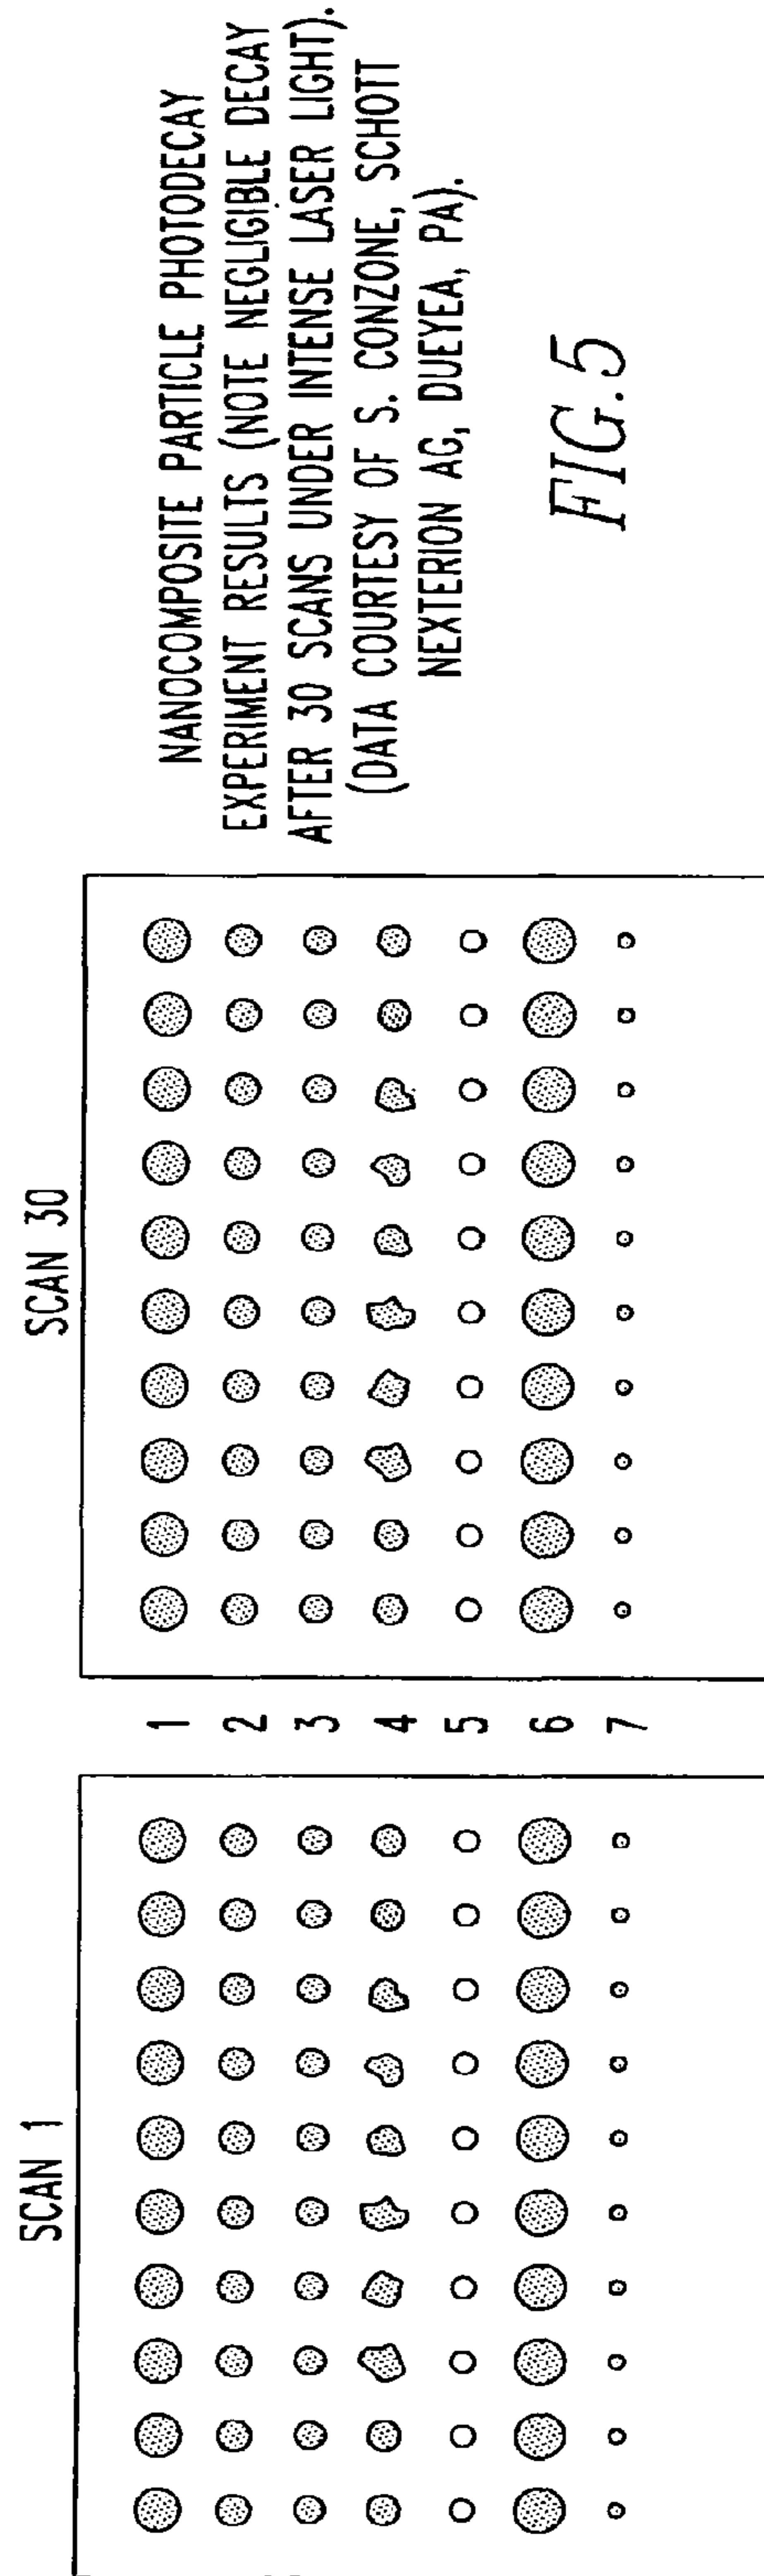 SCAN 1
SCAN 30
1
2
3
4
5
6
7
NANOCOMPOSITE PARTICLE PHOTODECAY
EXPERIMENT RESULTS (NOTE NEGLIGIBLE DECAY
AFTER 30 SCANS UNDER INTENSE LASER LIGHT).
(DATA COURTESY OF S. CONZONE, SCHOTT
NEXTERION AG, DUEYEA, PA).
FIG.5